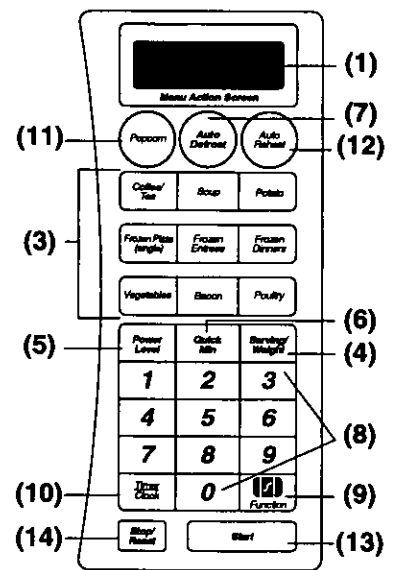 (1)
Menu Action Screen
(7)
(11)
Popcorn
Auto
Defrost
Auto
Reheat
(12)
(3)
Coffee/
Tea
Soup
Potato
Frozen Plate
(single)
Frozen
Entrees
Frozen
Dinners
Vegetables
Bacon
Poultry
(6)
(5)
Power
Level
Quick
Min
Serving/
Weight
(4)
1 2 3
4 5 6
(8)
7 8 9
(10)
Timer
Clock
0
Function
(9)
(14)
Stop/
Reset
Start
(13)